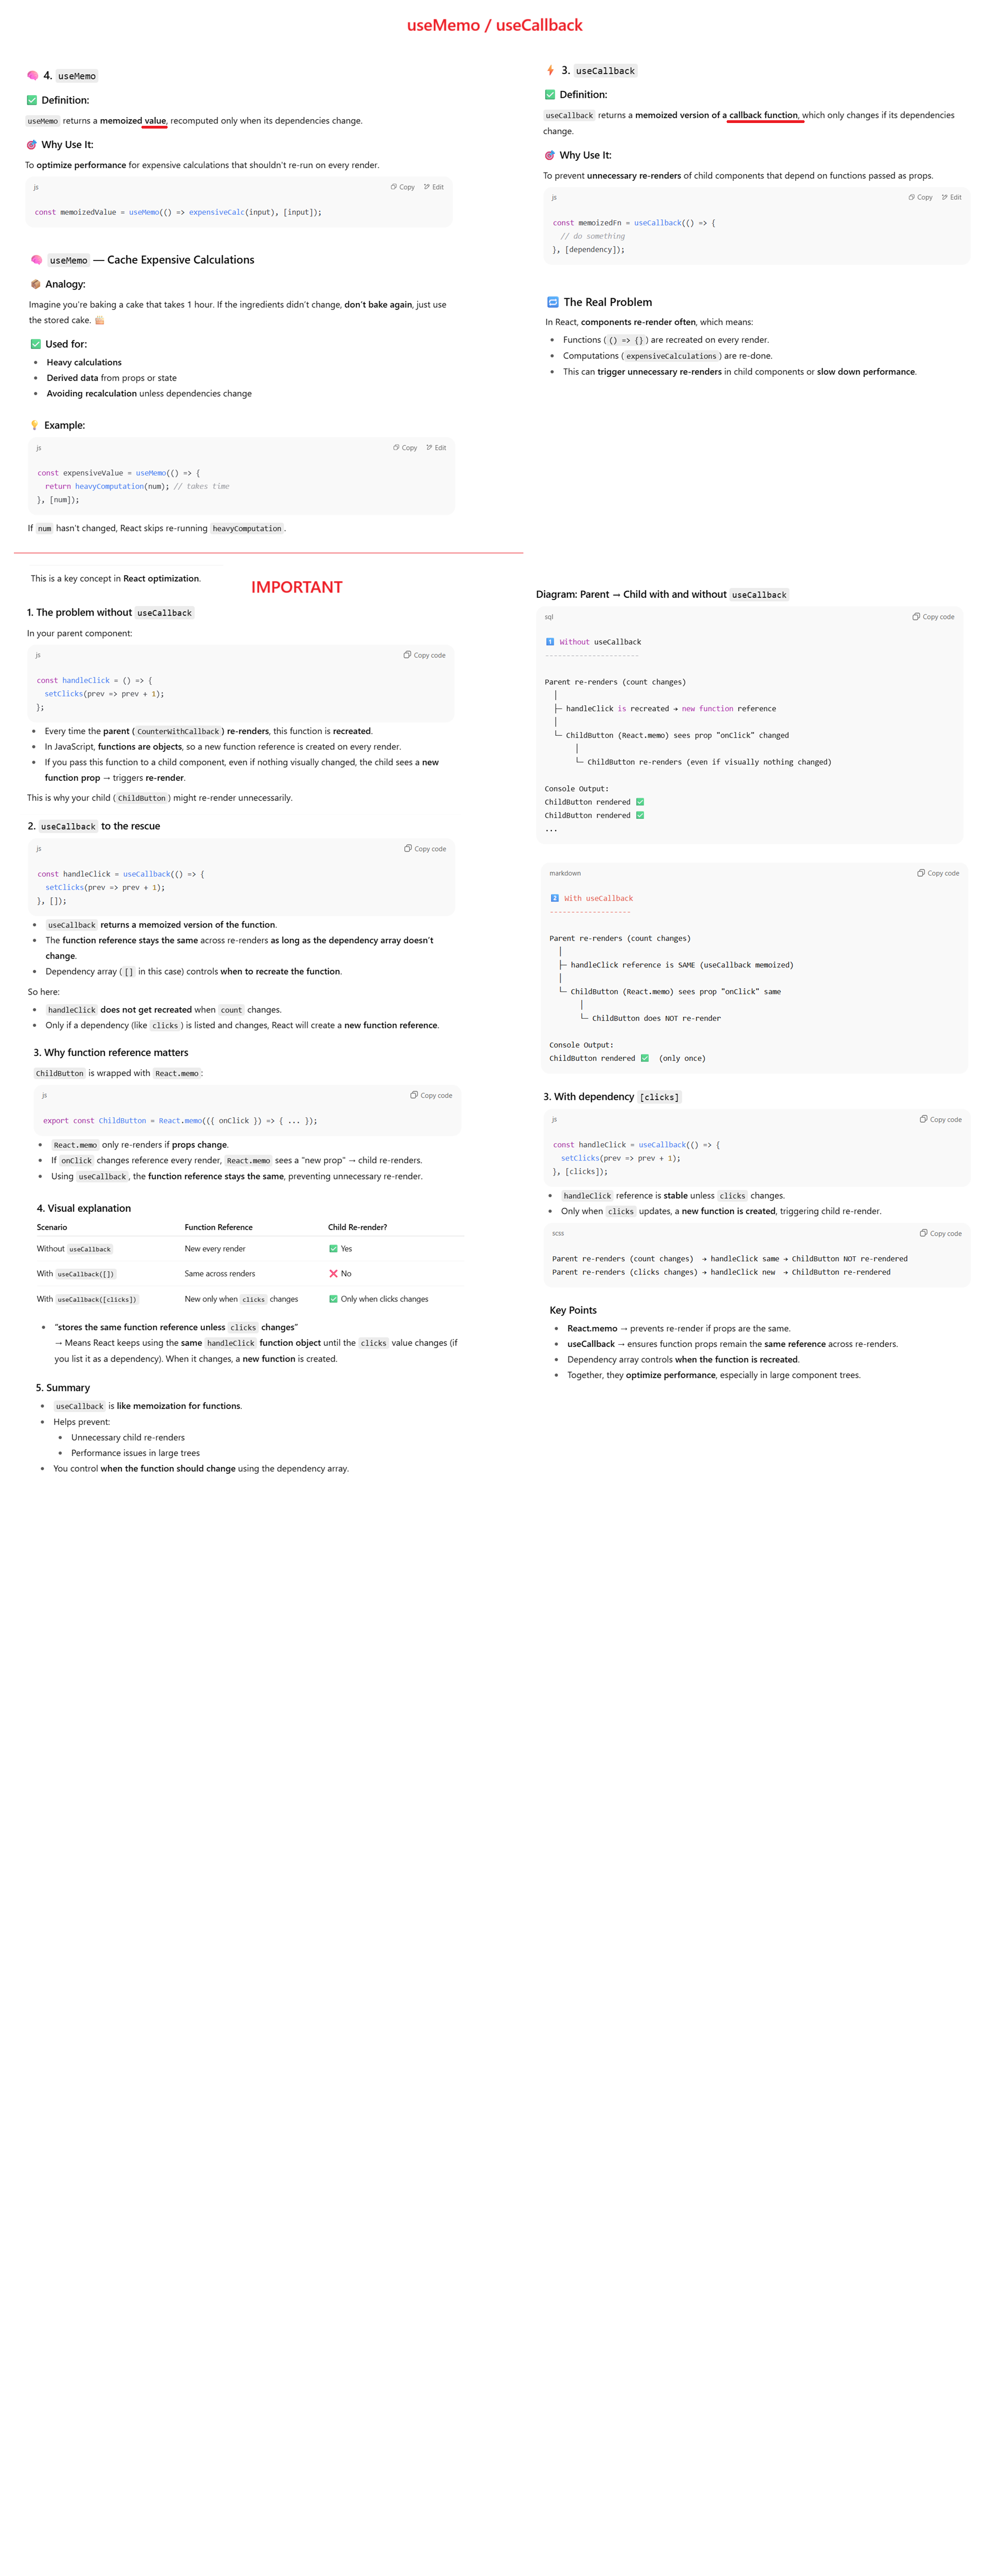 useMemo / useCallback
🧠 4. useMemo
✅ Definition:
useMemo returns a memoized value, recomputed only when its dependencies change.
🎯 Why Use It:
To optimize performance for expensive calculations that shouldn't re-run on every render.
js
Copy Edit
const memoizedValue = useMemo(() => expensiveCalc(input), [input]);
🧠 useMemo — Cache Expensive Calculations
📦 Analogy:
Imagine you're baking a cake that takes 1 hour. If the ingredients didn't change, don't bake again, just use
the stored cake. 🎂
✅ Used for:
• Heavy calculations
• Derived data from props or state
• Avoiding recalculation unless dependencies change
💡 Example:
js
Copy Edit
const expensiveValue = useMemo(() => {
return heavyComputation(num); // takes time
}, [num]);
If num hasn't changed, React skips re-running heavyComputation.
⚡ 3. useCallback
✅ Definition:
useCallback returns a memoized version of a callback function, which only changes if its dependencies
change.
🎯 Why Use It:
To prevent unnecessary re-renders of child components that depend on functions passed as props.
js
Copy Edit
const memoizedFn = useCallback(() => {
// do something
}, [dependency]);
🔁 The Real Problem
In React, components re-render often, which means:
• Functions (() => {}) are recreated on every render.
• Computations (expensiveCalculations) are re-done.
• This can trigger unnecessary re-renders in child components or slow down performance.
This is a key concept in React optimization.
IMPORTANT
1. The problem without useCallback
In your parent component:
js
Copy code
const handleClick = () => {
setClicks(prev => prev + 1);
};
• Every time the parent (CounterWithCallback) re-renders, this function is recreated.
• In JavaScript, functions are objects, so a new function reference is created on every render.
• If you pass this function to a child component, even if nothing visually changed, the child sees a new
function prop → triggers re-render.
This is why your child (ChildButton) might re-render unnecessarily.
2. useCallback to the rescue
js
Copy code
const handleClick = useCallback(() => {
setClicks(prev => prev + 1);
}, []);
• useCallback returns a memoized version of the function.
• The function reference stays the same across re-renders as long as the dependency array doesn't
change.
• Dependency array ([] in this case) controls when to recreate the function.
So here:
• handleClick does not get recreated when count changes.
• Only if a dependency (like clicks) is listed and changes, React will create a new function reference.
3. Why function reference matters
ChildButton is wrapped with React.memo:
js
Copy code
export const ChildButton = React.memo(({ onClick }) => { ... });
• React.memo only re-renders if props change.
• If onClick changes reference every render, React.memo sees a "new prop" → child re-renders.
• Using useCallback, the function reference stays the same, preventing unnecessary re-render.
4. Visual explanation
Scenario Function Reference Child Re-render?
Without useCallback New every render ✅ Yes
With useCallback([]) Same across renders ❌ No
With useCallback([clicks]) New only when clicks changes ✅ Only when clicks changes
• "stores the same function reference unless clicks changes"
→ Means React keeps using the same handleClick function object until the clicks value changes (if
you list it as a dependency). When it changes, a new function is created.
5. Summary
• useCallback is like memoization for functions.
• Helps prevent:
• Unnecessary child re-renders
• Performance issues in large trees
• You control when the function should change using the dependency array.
Diagram: Parent → Child with and without useCallback
sql
Copy code
1️⃣ Without useCallback
----------------------
Parent re-renders (count changes)
│
├─ handleClick is recreated → new function reference
│
└─ ChildButton (React.memo) sees prop "onClick" changed
│
└─ ChildButton re-renders (even if visually nothing changed)
Console Output:
ChildButton rendered ✅
ChildButton rendered ✅
...
markdown
Copy code
2️⃣ With useCallback
-------------------
Parent re-renders (count changes)
│
├─ handleClick reference is SAME (useCallback memoized)
│
└─ ChildButton (React.memo) sees prop "onClick" same
│
└─ ChildButton does NOT re-render
Console Output:
ChildButton rendered ✅ (only once)
3. With dependency [clicks]
js
Copy code
const handleClick = useCallback(() => {
setClicks(prev => prev + 1);
}, [clicks]);
• handleClick reference is stable unless clicks changes.
• Only when clicks updates, a new function is created, triggering child re-render.
scss
Copy code
Parent re-renders (count changes) → handleClick same → ChildButton NOT re-rendered
Parent re-renders (clicks changes) → handleClick new → ChildButton re-rendered
Key Points
• React.memo → prevents re-render if props are the same.
• useCallback → ensures function props remain the same reference across re-renders.
• Dependency array controls when the function is recreated.
• Together, they optimize performance, especially in large component trees.